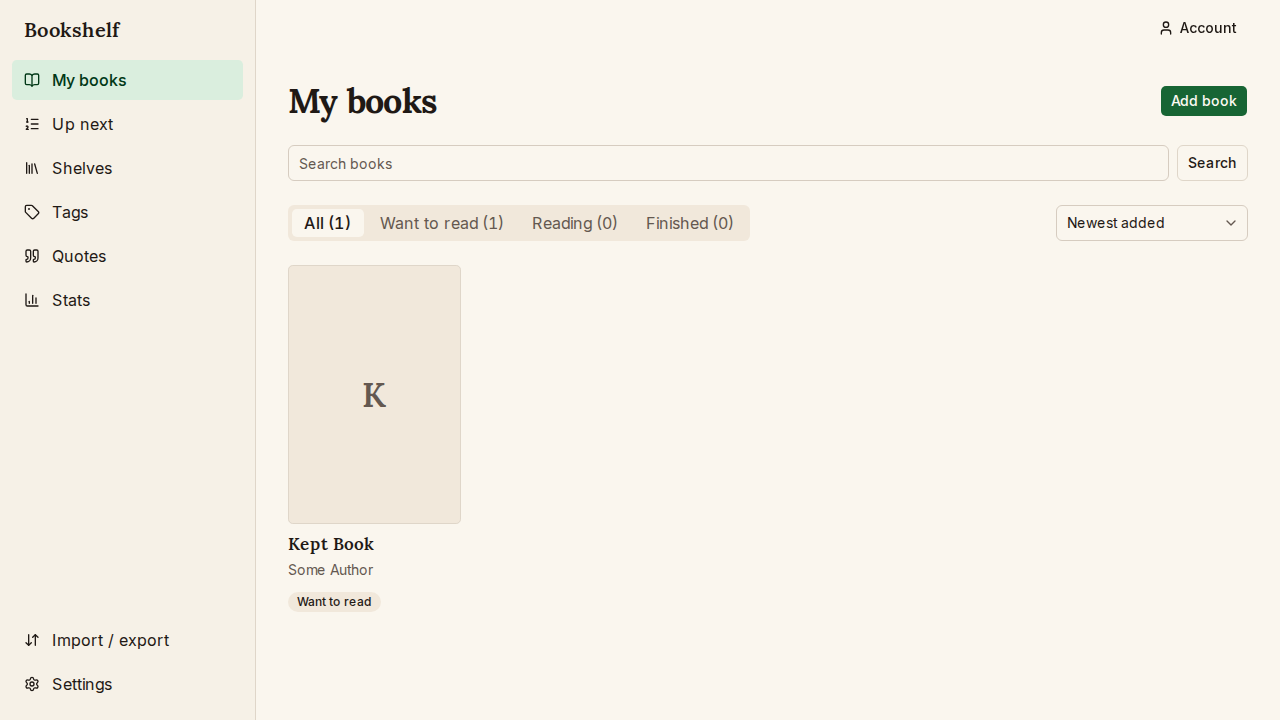 Bookshelf
Account
My books
Up next
Shelves
Tags
Quotes
Stats
Import / export
Settings
My books
Add book
Search books
Search
All (1)
Want to read (1)
Reading (0)
Finished (0)
Newest added
K
Kept Book
Some Author
Want to read